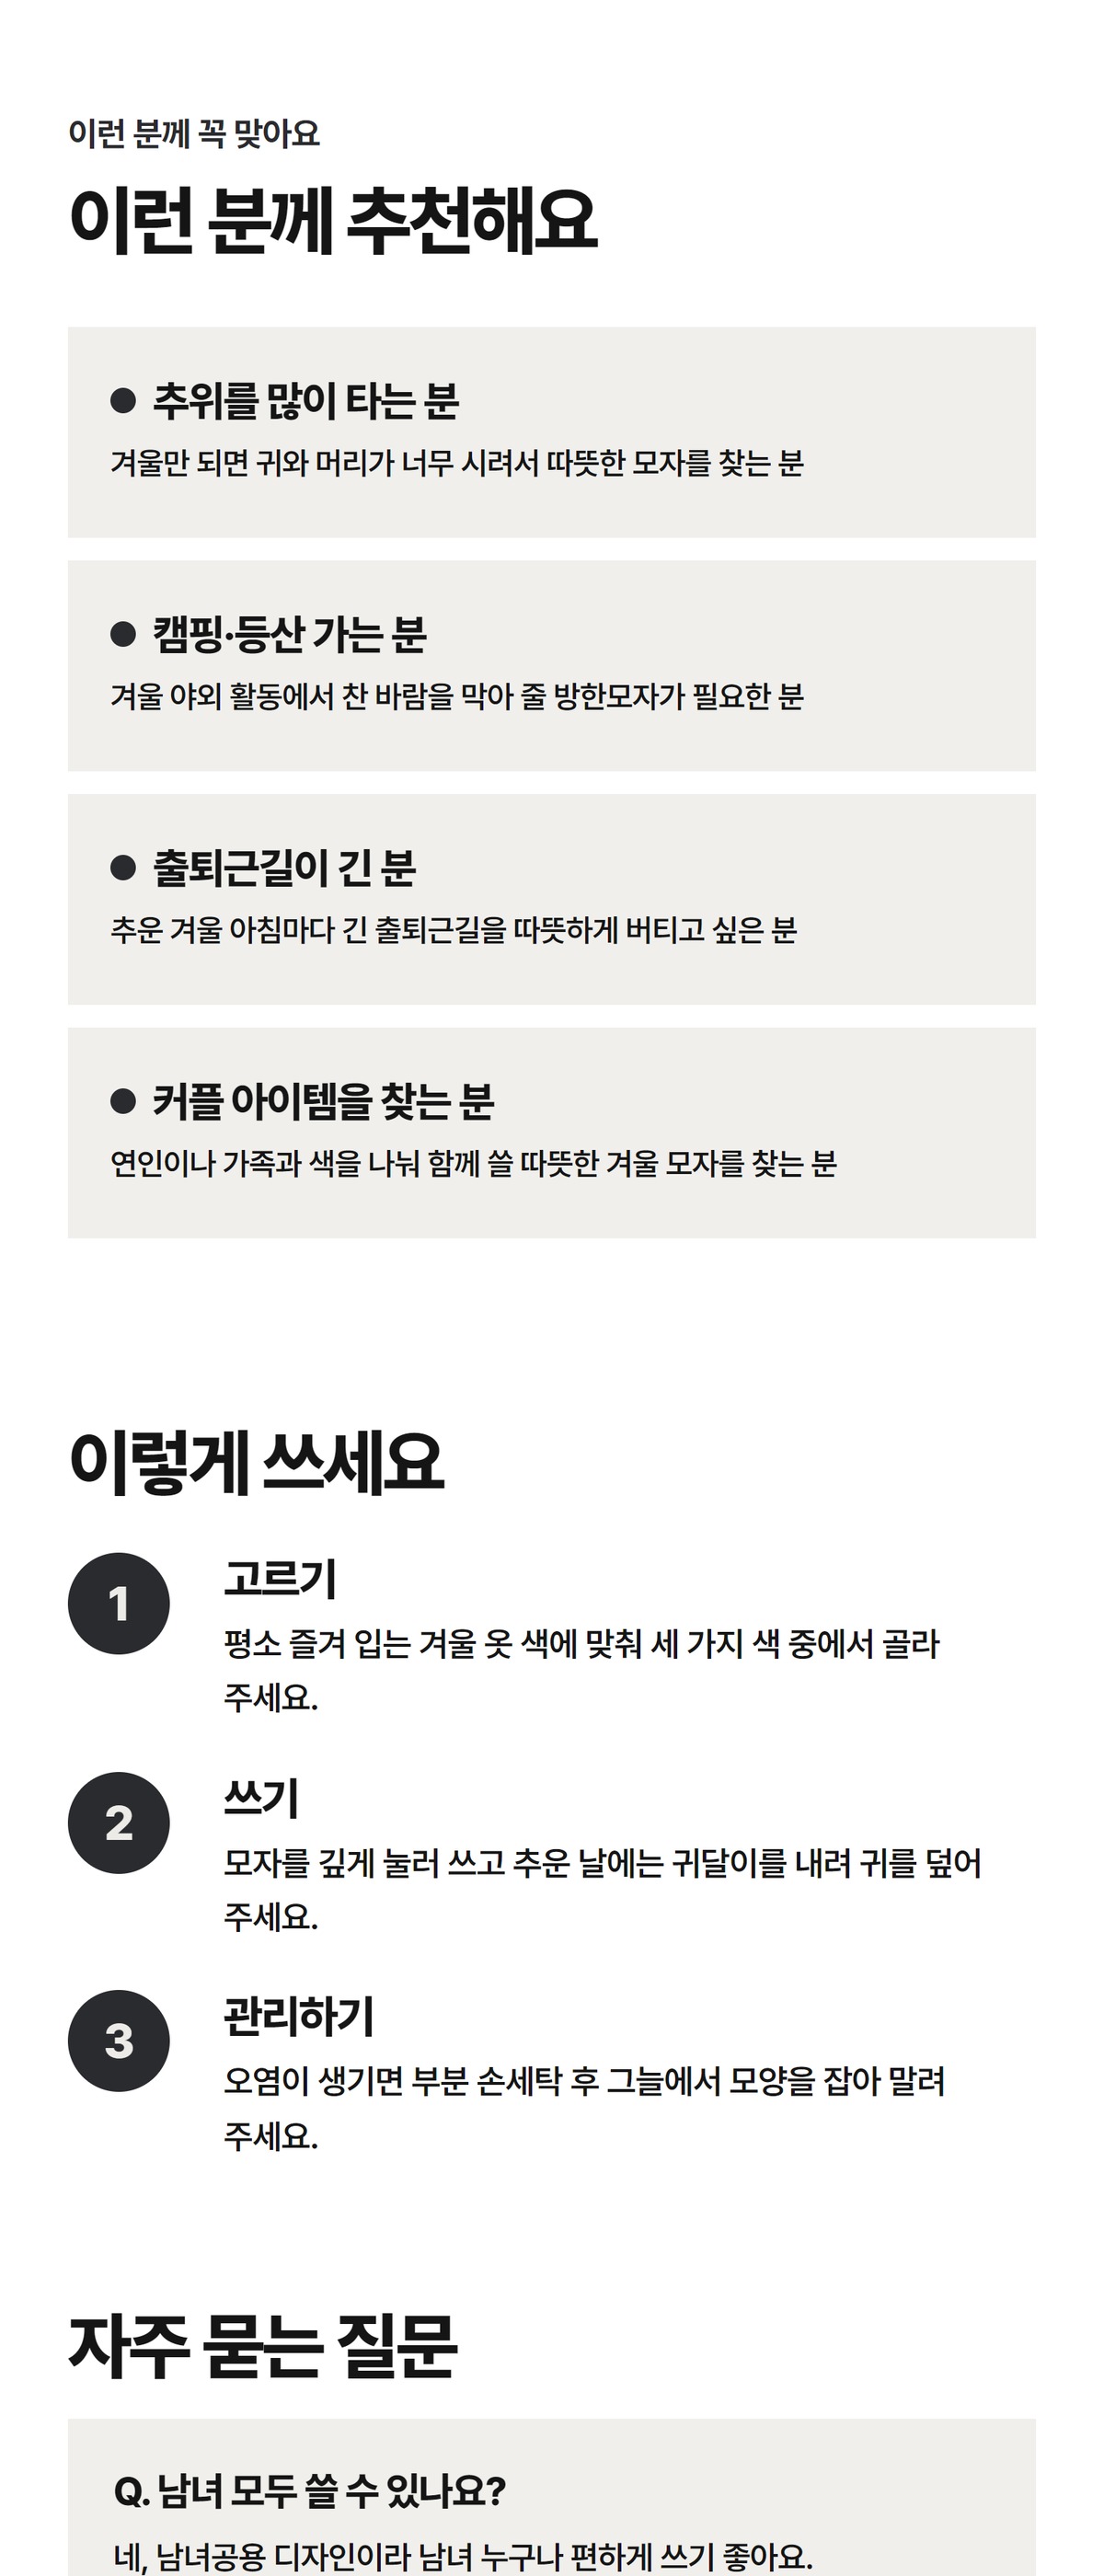 이런 분께 꼭 맞아요
이런 분께 추천해요
● 추위를 많이 타는 분
겨울만 되면 귀와 머리가 너무 시려서 따뜻한 모자를 찾는 분
● 캠핑·등산 가는 분
겨울 야외 활동에서 찬 바람을 막아 줄 방한모자가 필요한 분
● 출퇴근길이 긴 분
추운 겨울 아침마다 긴 출퇴근길을 따뜻하게 버티고 싶은 분
● 커플 아이템을 찾는 분
연인이나 가족과 색을 나눠 함께 쓸 따뜻한 겨울 모자를 찾는 분
이렇게 쓰세요
1
고르기
평소 즐겨 입는 겨울 옷 색에 맞춰 세 가지 색 중에서 골라
주세요.
2
쓰기
모자를 깊게 눌러 쓰고 추운 날에는 귀달이를 내려 귀를 덮어
주세요.
3
관리하기
오염이 생기면 부분 손세탁 후 그늘에서 모양을 잡아 말려
주세요.
자주 묻는 질문
Q. 남녀 모두 쓸 수 있나요?
네, 남녀공용 디자인이라 남녀 누구나 편하게 쓰기 좋아요.